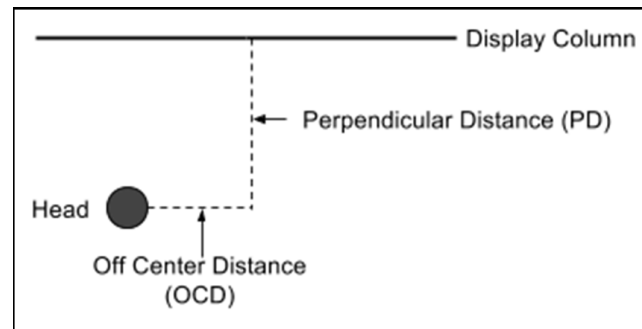 Display Column
Perpendicular Distance (PD)
Head
Off Center Distance
(OCD)